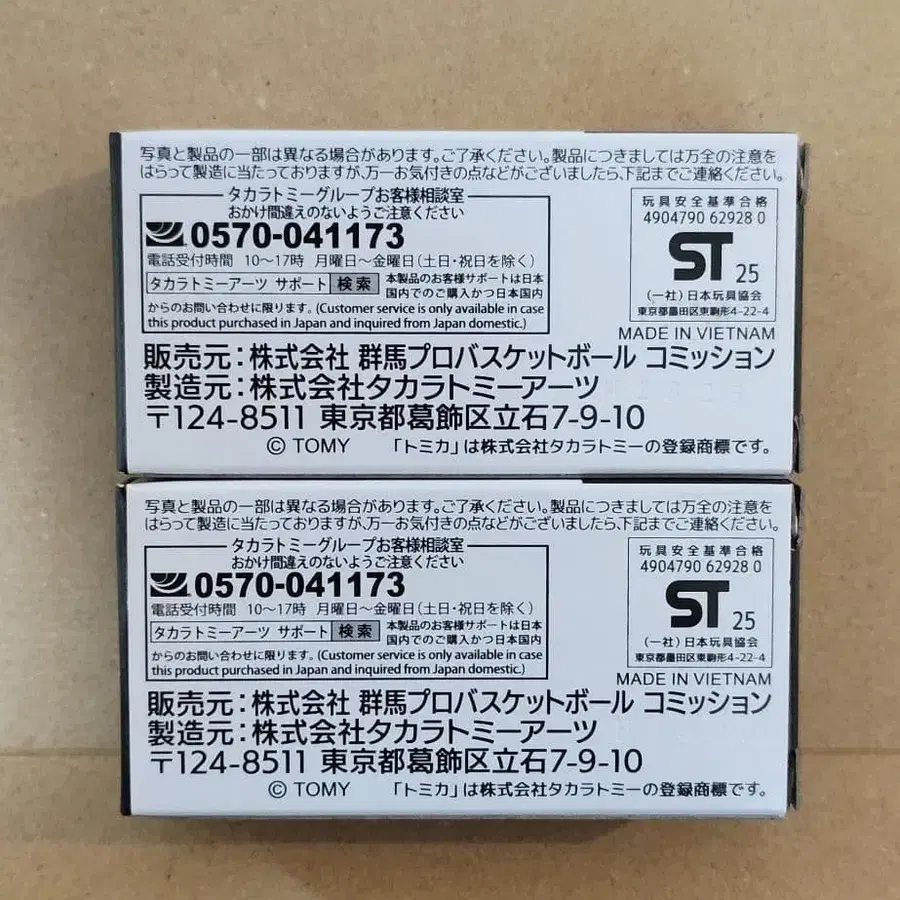 写真と製品の一部は異なる場合があります。ご了承ください。製品につきましては万全の注意を
はらって製造に当たっておりますが、万一お気付きの点などがございましたら、下記までご連絡ください。
タカラトミーグループお客様相談室
おかけ間違えのないようご注意ください
0570-041173
電話受付時間 10〜17時 月曜日〜金曜日(土日・祝日を除く)
タカラトミーアーツ サポート 検索 本製品のお客様サポートは日本
国内でのご購入かつ日本国内
からのお問い合わせに限ります。(Customer service is only available in case
this product purchased in Japan and inquired from Japan domestic.)
玩具安全基準合格
4904790 62928 0
ST 25
(一社)日本玩具協会
東京都墨田区東駒形4-22-4
MADE IN VIETNAM
販売元:株式会社 群馬プロバスケットボール コミッション
製造元:株式会社タカラトミーアーツ
〒124-8511 東京都葛飾区立石7-9-10
© TOMY 「トミカ」は株式会社タカラトミーの登録商標です。
写真と製品の一部は異なる場合があります。ご了承ください。製品につきましては万全の注意を
はらって製造に当たっておりますが、万一お気付きの点などがございましたら、下記までご連絡ください。
タカラトミーグループお客様相談室
おかけ間違えのないようご注意ください
0570-041173
電話受付時間 10〜17時 月曜日〜金曜日(土日・祝日を除く)
タカラトミーアーツ サポート 検索 本製品のお客様サポートは日本
国内でのご購入かつ日本国内
からのお問い合わせに限ります。(Customer service is only available in case
this product purchased in Japan and inquired from Japan domestic.)
玩具安全基準合格
4904790 62928 0
ST 25
(一社)日本玩具協会
東京都墨田区東駒形4-22-4
MADE IN VIETNAM
販売元:株式会社 群馬プロバスケットボール コミッション
製造元:株式会社タカラトミーアーツ
〒124-8511 東京都葛飾区立石7-9-10
© TOMY 「トミカ」は株式会社タカラトミーの登録商標です。